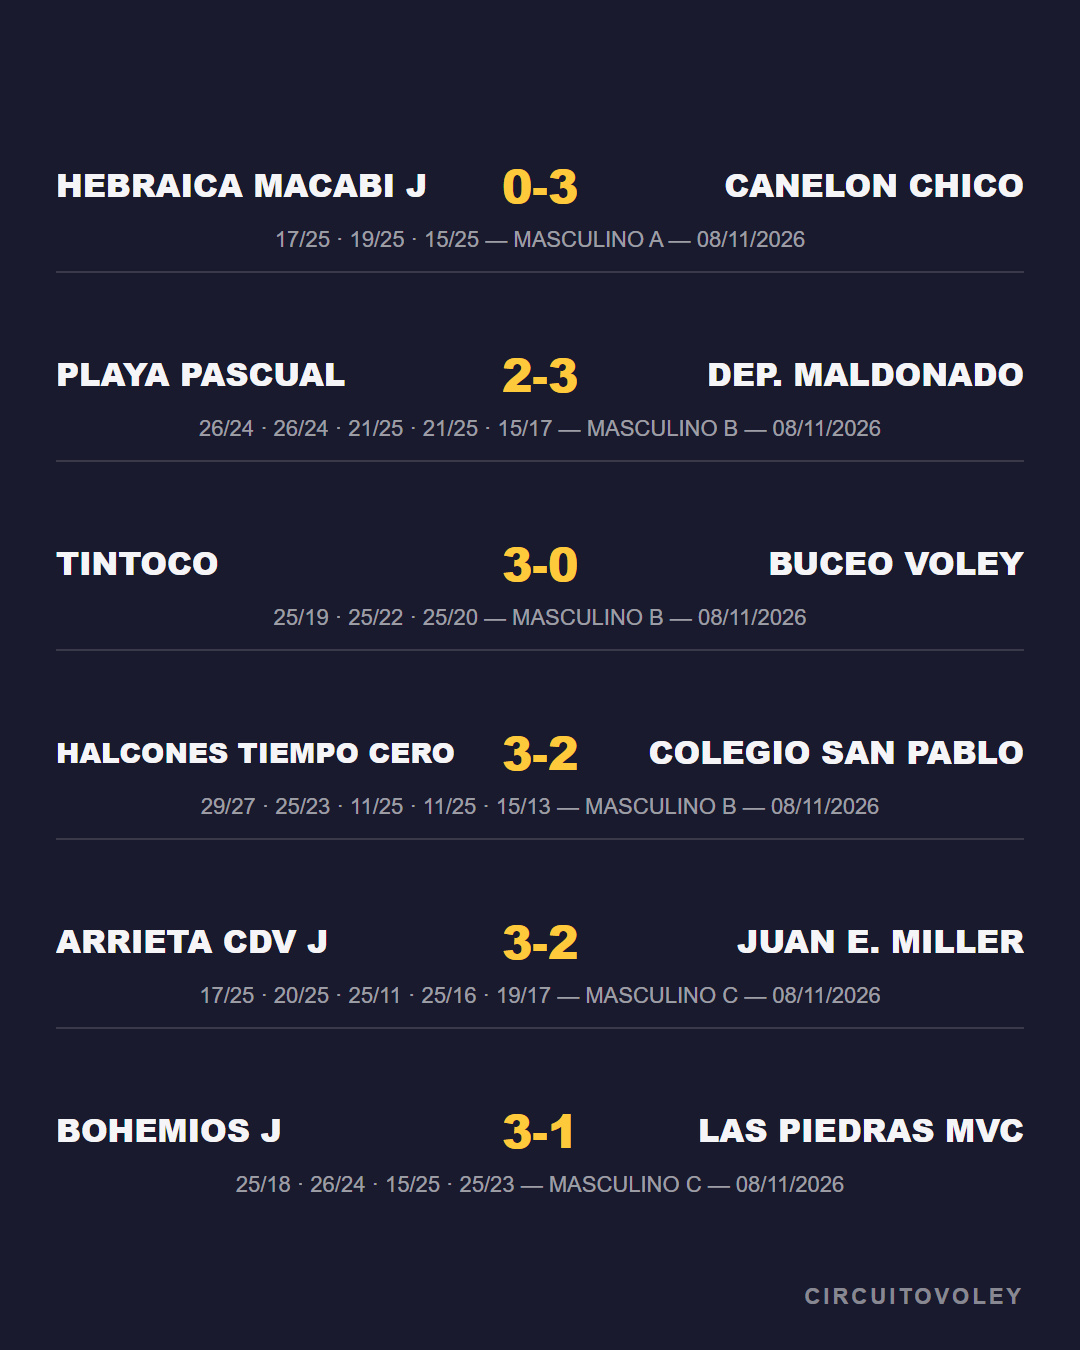 HEBRAICA MACABI J 0-3 CANELON CHICO
17/25 · 19/25 · 15/25 — MASCULINO A — 08/11/2026
PLAYA PASCUAL 2-3 DEP. MALDONADO
26/24 · 26/24 · 21/25 · 21/25 · 15/17 — MASCULINO B — 08/11/2026
TINTOCO 3-0 BUCEO VOLEY
25/19 · 25/22 · 25/20 — MASCULINO B — 08/11/2026
HALCONES TIEMPO CERO 3-2 COLEGIO SAN PABLO
29/27 · 25/23 · 11/25 · 11/25 · 15/13 — MASCULINO B — 08/11/2026
ARRIETA CDV J 3-2 JUAN E. MILLER
17/25 · 20/25 · 25/11 · 25/16 · 19/17 — MASCULINO C — 08/11/2026
BOHEMIOS J 3-1 LAS PIEDRAS MVC
25/18 · 26/24 · 15/25 · 25/23 — MASCULINO C — 08/11/2026
CIRCUITOVOLEY